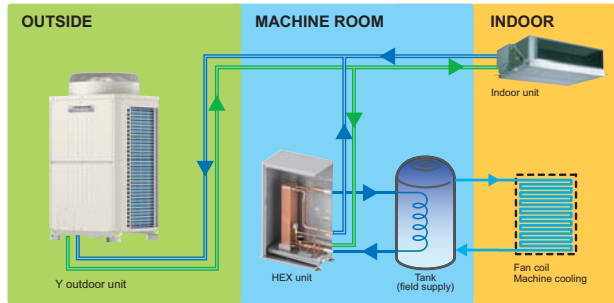 OUTSIDE
MACHINE ROOM
INDOOR
Indoor unit
Y outdoor unit
HEX unit
Tank
(field supply)
Fan coil
Machine cooling